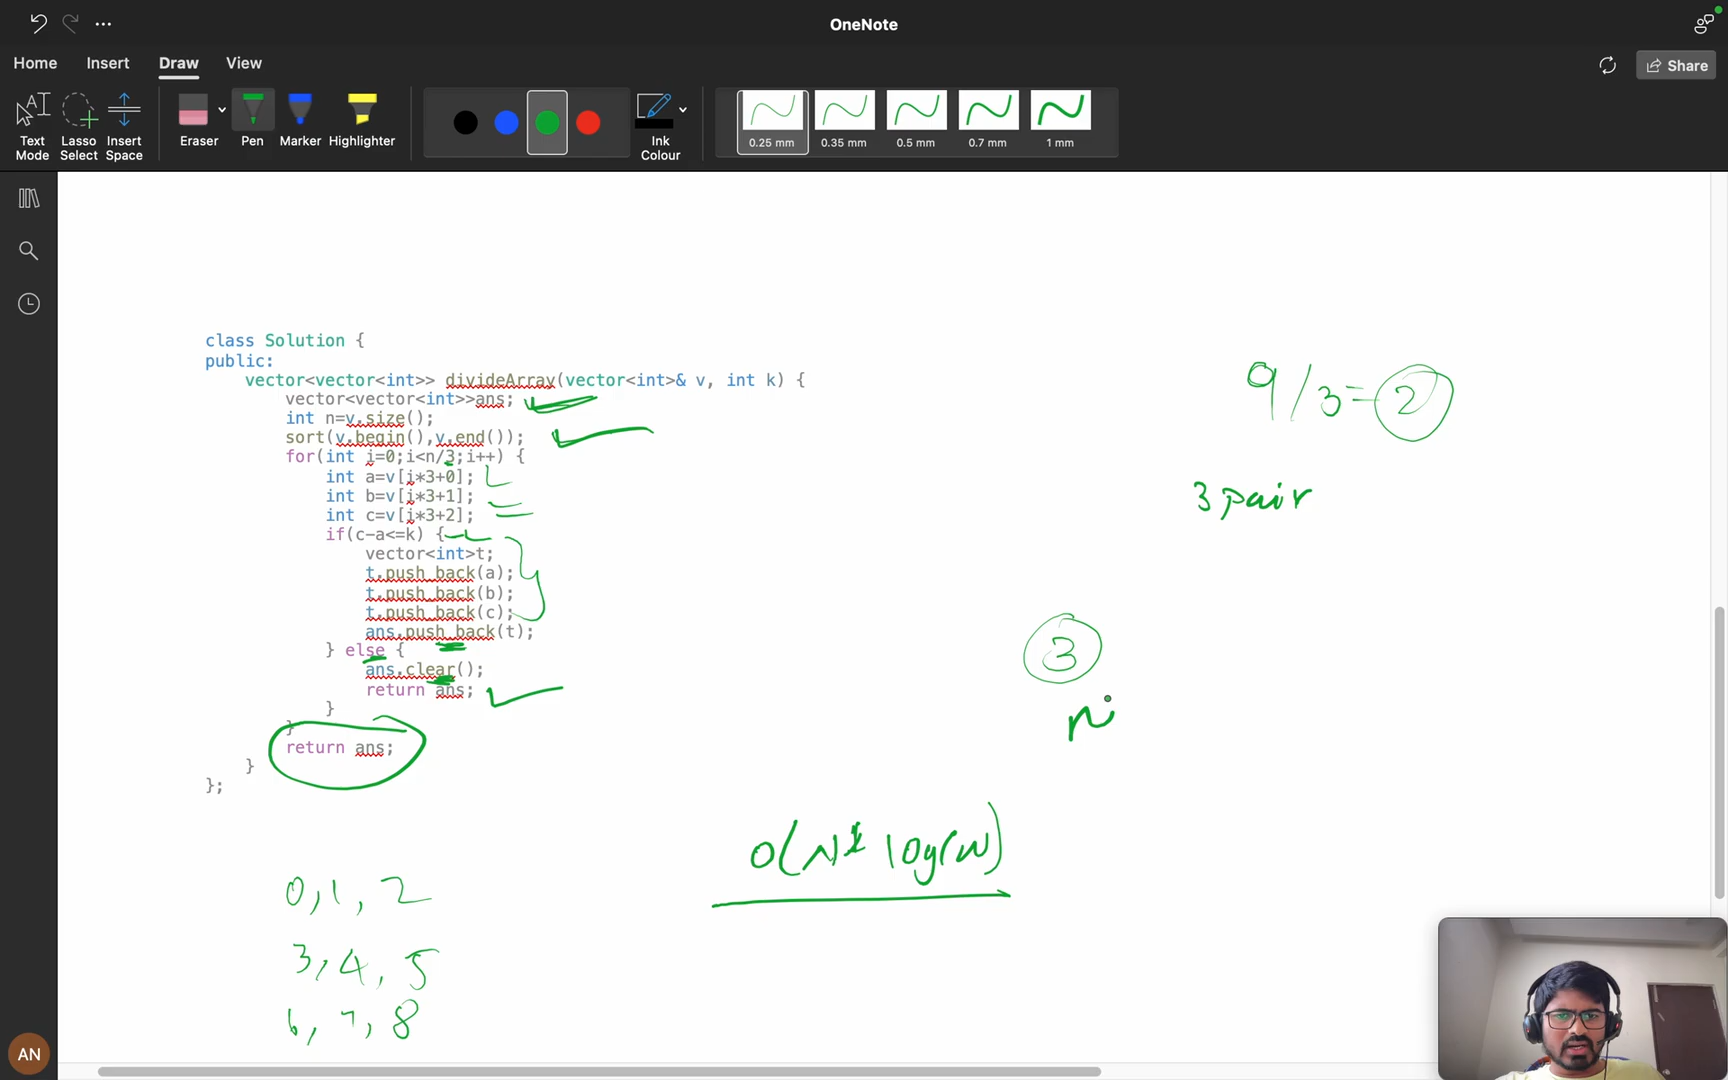 OneNote
Home Insert Draw View
Share
Text Mode
Lasso Select
Insert Space
Eraser
Pen
Marker
Highlighter
Ink Colour
0.25 mm
0.35 mm
0.5 mm
0.7 mm
1 mm
class Solution {
public:
vector<vector<int>> divideArray(vector<int>& v, int k) {
vector<vector<int>>ans;
int n=v.size();
sort(v.begin(),v.end());
for(int i=0;i<n/3;i++) {
int a=v[i*3+0];
int b=v[i*3+1];
int c=v[i*3+2];
if(c-a<=k) {
vector<int>t;
t.push_back(a);
t.push_back(b);
t.push_back(c);
ans.push_back(t);
} else {
ans.clear();
return ans;
}
}
return ans;
}
};
9/3=2
3 pair
3
O(N* log(N)
0,1,2
3,4,5
6,7,8
AN